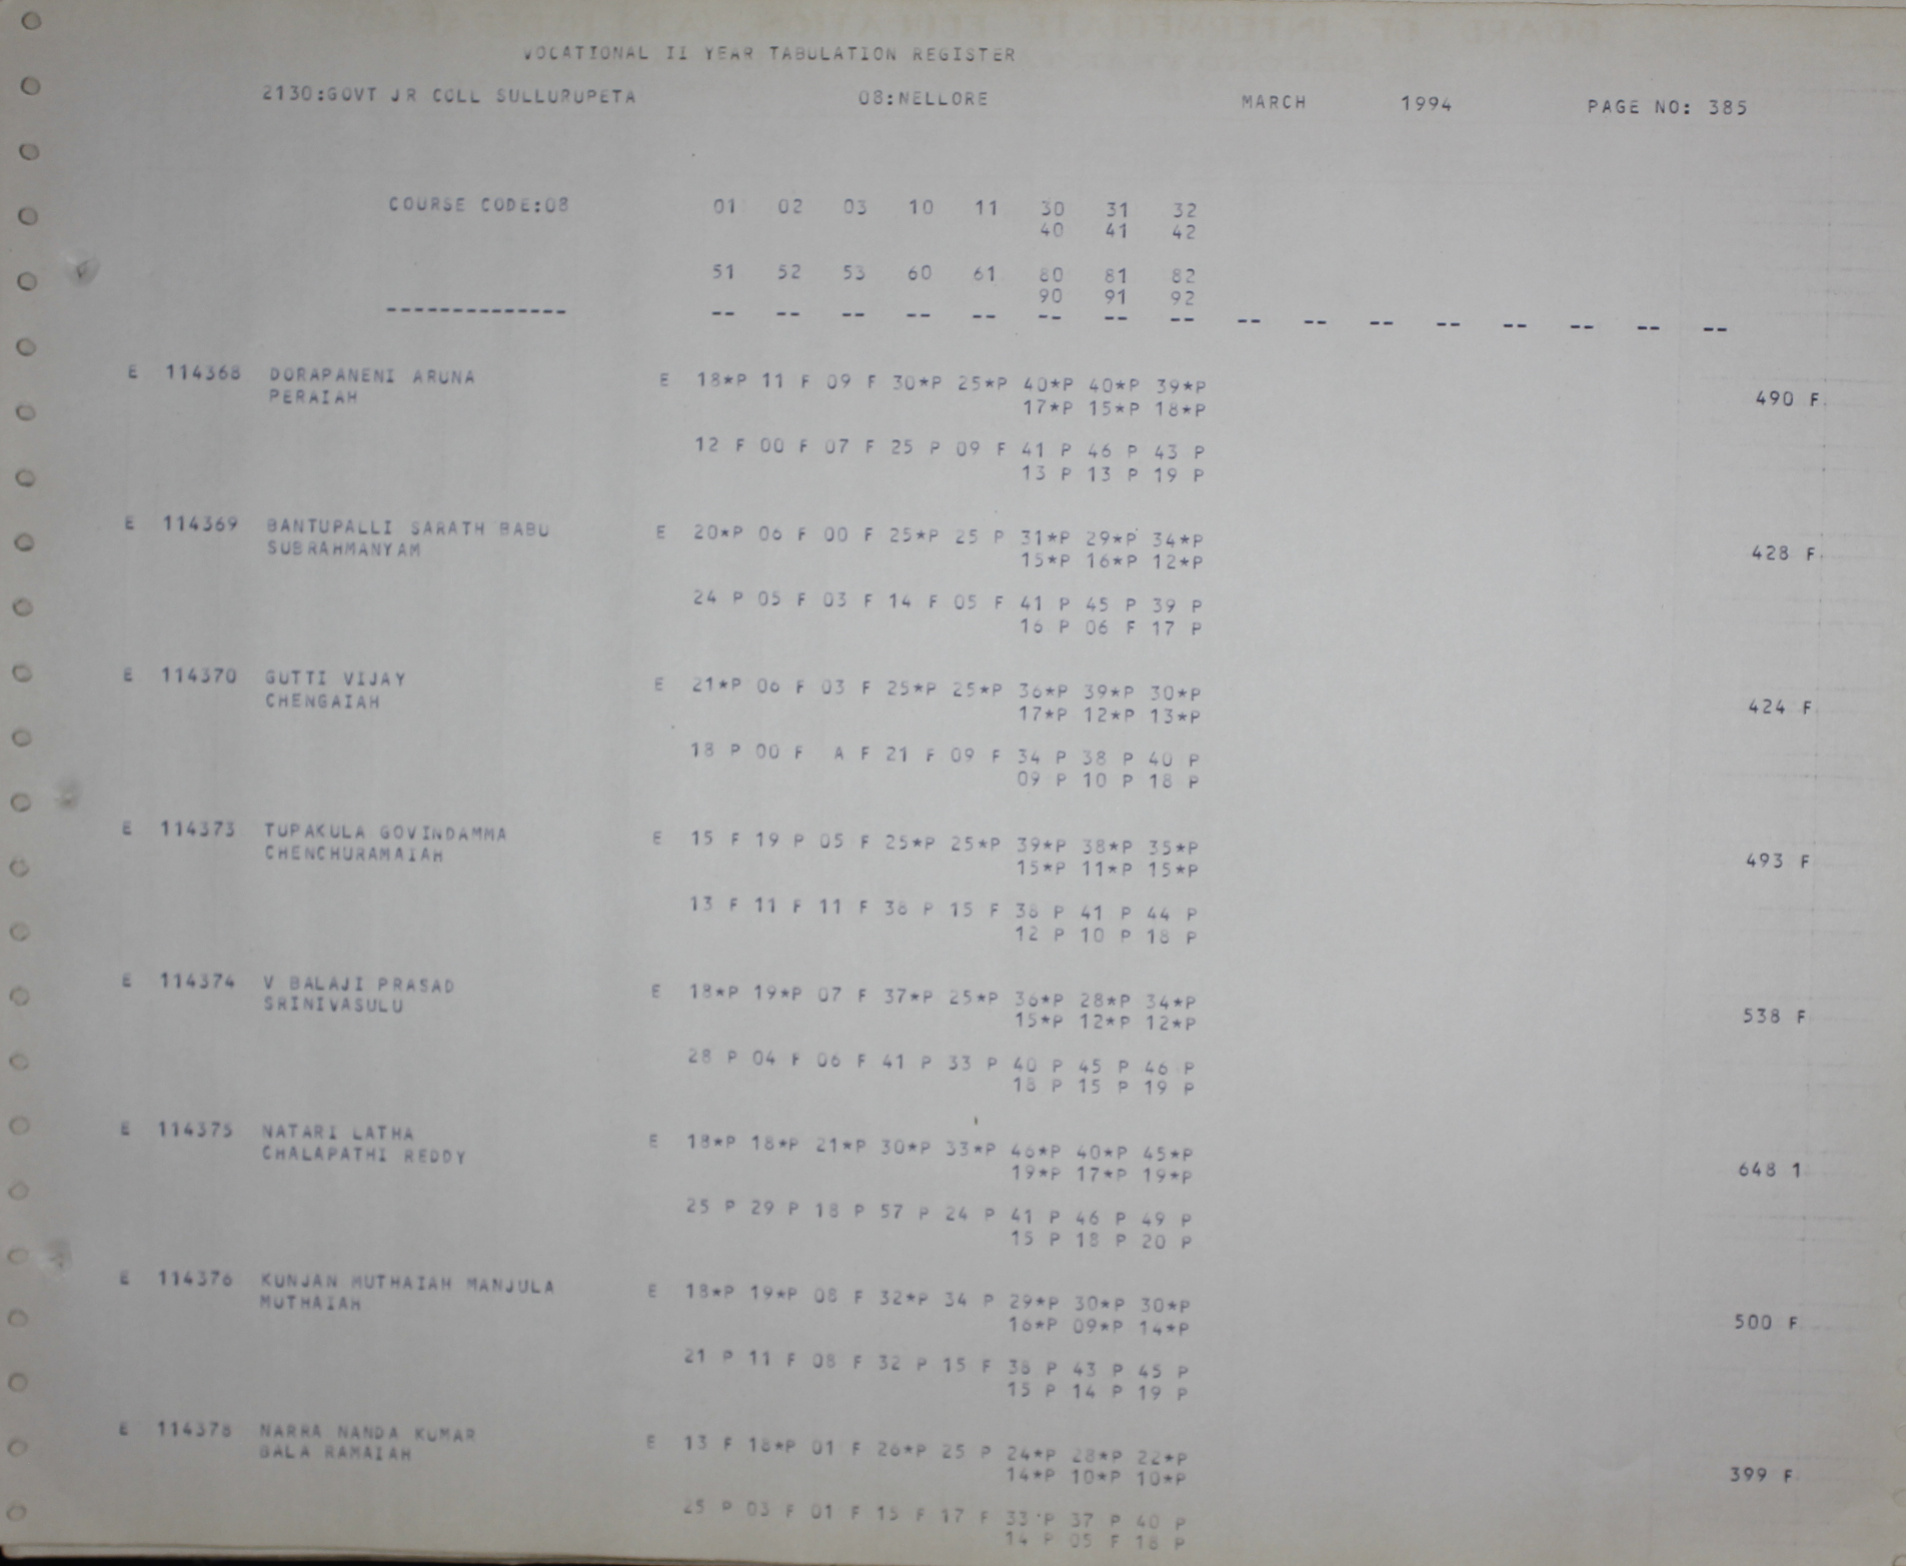 VOCATIONAL II YEAR TABULATION REGISTER
2130:GOVT JR COLL SULLURUPETA 08:NELLORE MARCH 1994 PAGE NO: 385
COURSE CODE:08 01 02 03 10 11 30 31 32
40 41 42
51 52 53 60 61 80 81 82
90 91 92
-------------- -- -- -- -- -- -- -- -- -- -- -- -- -- -- -- --
E 114368 DORAPANENI ARUNA E 18*P 11 F 09 F 30*P 25*P 40*P 40*P 39*P
PERAIAH 17*P 15*P 18*P 490 F
12 F 00 F 07 F 25 P 09 F 41 P 46 P 43 P
13 P 13 P 19 P
E 114369 BANTUPALLI SARATH BABU E 20*P 06 F 00 F 25*P 25 P 31*P 29*P 34*P
SUBRAHMANYAM 15*P 16*P 12*P 428 F
24 P 05 F 03 F 14 F 05 F 41 P 45 P 39 P
16 P 06 F 17 P
E 114370 GUTTI VIJAY E 21*P 06 F 03 F 25*P 25*P 36*P 39*P 30*P
CHENGAIAH 17*P 12*P 13*P 424 F
18 P 00 F A F 21 F 09 F 34 P 38 P 40 P
09 P 10 P 18 P
E 114373 TUPAKULA GOVINDAMMA E 15 F 19 P 05 F 25*P 25*P 39*P 38*P 35*P
CHENCHURAMAIAH 15*P 11*P 15*P 493 F
13 F 11 F 11 F 38 P 15 F 38 P 41 P 44 P
12 P 10 P 18 P
E 114374 V BALAJI PRASAD E 18*P 19*P 07 F 37*P 25*P 36*P 28*P 34*P
SRINIVASULU 15*P 12*P 12*P 538 F
28 P 04 F 06 F 41 P 33 P 40 P 45 P 46 P
18 P 15 P 19 P
E 114375 NATARI LATHA E 18*P 18*P 21*P 30*P 33*P 46*P 40*P 45*P
CHALAPATHI REDDY 19*P 17*P 19*P 648 1
25 P 29 P 18 P 57 P 24 P 41 P 46 P 49 P
15 P 18 P 20 P
E 114376 KUNJAN MUTHAIAH MANJULA E 18*P 19*P 08 F 32*P 34 P 29*P 30*P 30*P
MUTHAIAH 16*P 09*P 14*P 500 F
21 P 11 F 08 F 32 P 15 F 38 P 43 P 45 P
15 P 14 P 19 P
E 114378 NARRA NANDA KUMAR E 13 F 18*P 01 F 26*P 25 P 24*P 28*P 22*P
BALA RAMAIAH 14*P 10*P 10*P 399 F
25 P 03 F 01 F 15 F 17 F 33 P 37 P 40 P
14 P 05 F 18 P